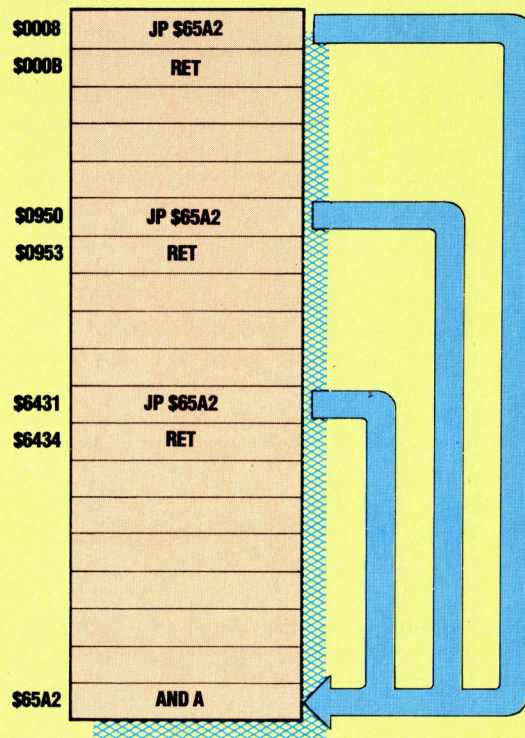 $0008 JP $65A2
$000B RET
$0950 JP $65A2
$0953 RET
$6431 JP $65A2
$6434 RET
$65A2 AND A